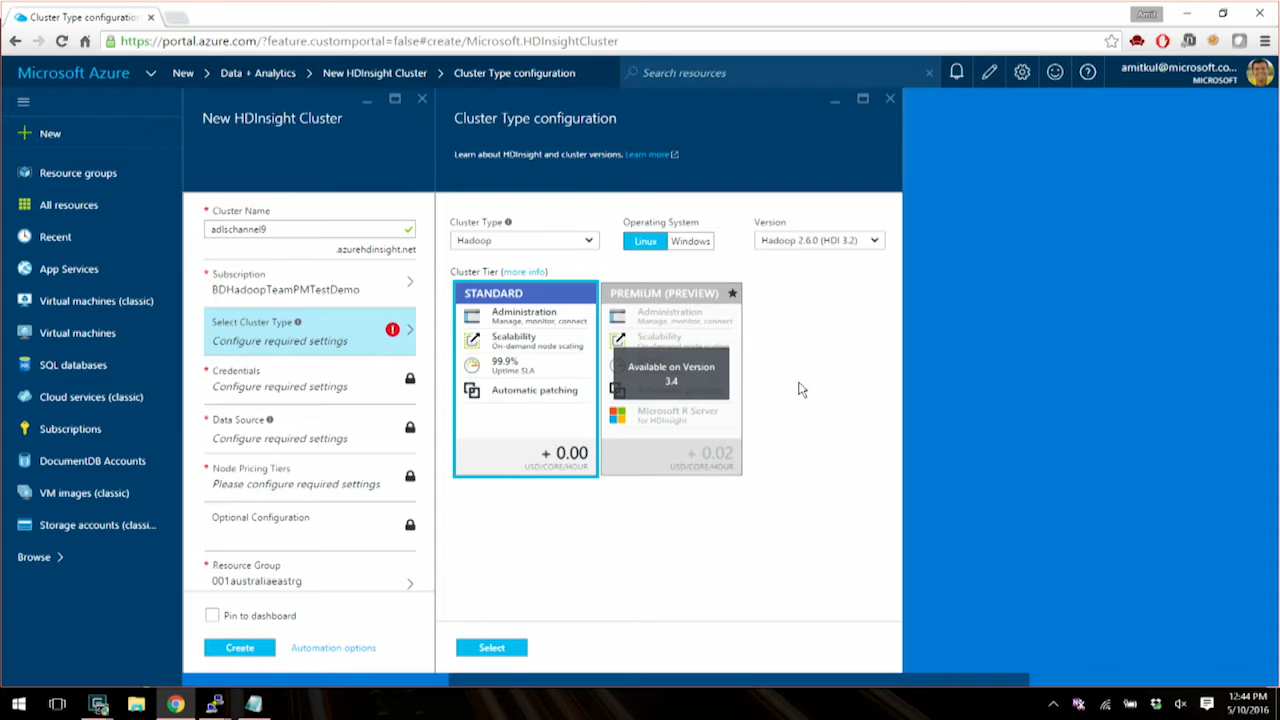 Cluster Type configuration
Amit
https://portal.azure.com/?feature.customportal=false#create/Microsoft.HDInsightCluster
Microsoft Azure
New
Data + Analytics
New HDInsight Cluster
Cluster Type configuration
Search resources
amitkul@microsoft.co...
MICROSOFT
New
Resource groups
All resources
Recent
App Services
Virtual machines (classic)
Virtual machines
SQL databases
Cloud services (classic)
Subscriptions
DocumentDB Accounts
VM images (classic)
Storage accounts (classi...
Browse >
New HDInsight Cluster
* Cluster Name
adlschannel9
.azurehdinsight.net
* Subscription
BDHadoopTeamPMTestDemo
Select Cluster Type
Configure required settings
* Credentials
Configure required settings
* Data Source
Configure required settings
* Node Pricing Tiers
Please configure required settings
Optional Configuration
* Resource Group
001australiaeastrg
Pin to dashboard
Create
Automation options
Cluster Type configuration
Learn about HDInsight and cluster versions. Learn more
Cluster Type
Hadoop
Operating System
Linux
Windows
Version
Hadoop 2.6.0 (HDI 3.2)
Cluster Tier (more info)
STANDARD
Administration
Manage, monitor, connect
Scalability
On-demand node scaling
99.9%
Uptime SLA
Automatic patching
+ 0.00
USD/CORE/HOUR
PREMIUM (PREVIEW)
Administration
Manage, monitor, connect
Scalability
On-demand node scaling
Available on Version
3.4
Microsoft R Server
for HDInsight
+ 0.02
USD/CORE/HOUR
Select
12:44 PM
5/10/2016